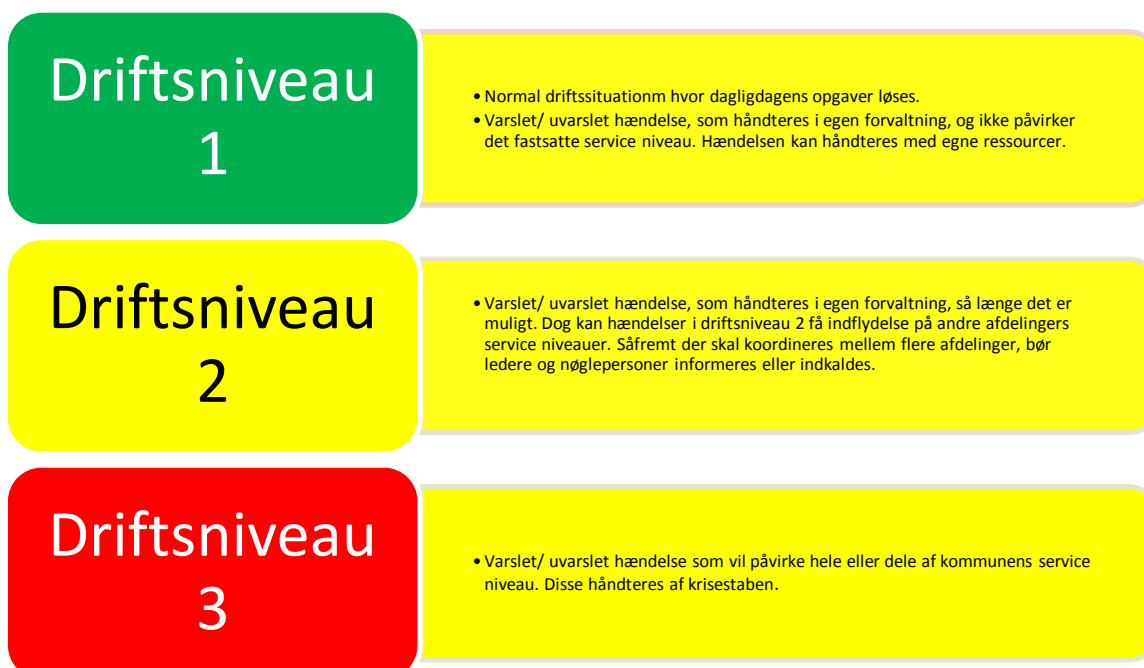 Driftsniveau
1
• Normal driftssituationm hvor dagligdagens opgaver løses.
• Varslet/ uvarslet hændelse, som håndteres i egen forvaltning, og ikke påvirker
det fastsatte service niveau. Hændelsen kan håndteres med egne ressourcer.
Driftsniveau
2
• Varslet/ uvarslet hændelse, som håndteres i egen forvaltning, så længe det er
muligt. Dog kan hændelser i driftsniveau 2 få indflydelse på andre afdelingers
service niveauer. Såfremt der skal koordineres mellem flere afdelinger, bør
ledere og nøglepersoner informeres eller indkaldes.
Driftsniveau
3
• Varslet/ uvarslet hændelse som vil påvirke hele eller dele af kommunens service
niveau. Disse håndteres af krisestaben.